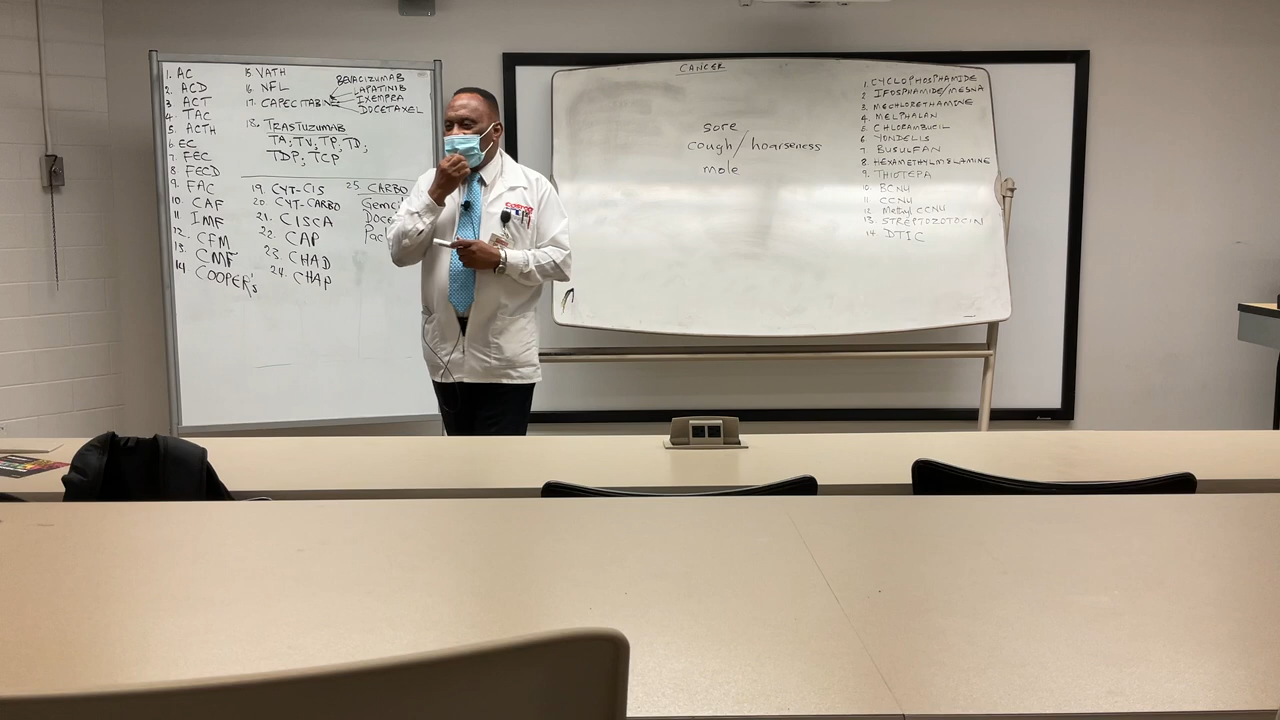 1. AC
2. ACD
3 ACT
4. TAC
5. ACTH
6. EC
7. FEC
8 FECD
9. FAC
10. CAF
11 IMF
12. CFM
13. CMF
14 COOPER's
15. VATH
16 NFL
17. CAPECITABINE
BEVACIZUMAB
LAPATINIB
IXEMPRA
DOCETAXEL
18. TRASTUZUMAB
TA, TV, TP, TD,
TDP, TCP
19. CYT-CIS
20. CYT-CARBO
21. CISCA
22. CAP
23. CHAD
24. CHAP
25. CARBO
CANCER
sore
cough/hoarseness
mole
1. CYCLOPHOSPHAMIDE
2 IFOSPHAMIDE/MESNA
3. MECHLORETHAMINE
4. MELPHALAN
5 CHLORAMBUCIL
6 YONDELLS
7. BUSULFAN
8. HEXAMETHYLMELAMINE
9. THIOTEPA
10. BCNU
11 CCNU
12 Methyl CCNU
13 STREPTOZOTOCIN
14 DTIC